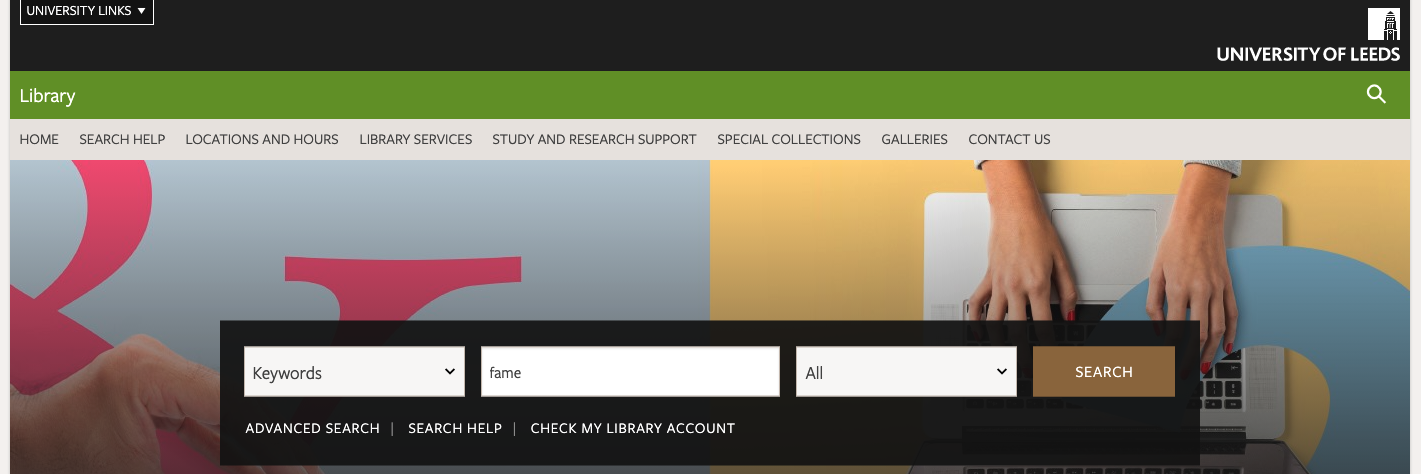 UNIVERSITY LINKS
UNIVERSITY OF LEEDS
Library
HOME SEARCH HELP LOCATIONS AND HOURS LIBRARY SERVICES STUDY AND RESEARCH SUPPORT SPECIAL COLLECTIONS GALLERIES CONTACT US
Keywords fame All SEARCH
ADVANCED SEARCH | SEARCH HELP | CHECK MY LIBRARY ACCOUNT